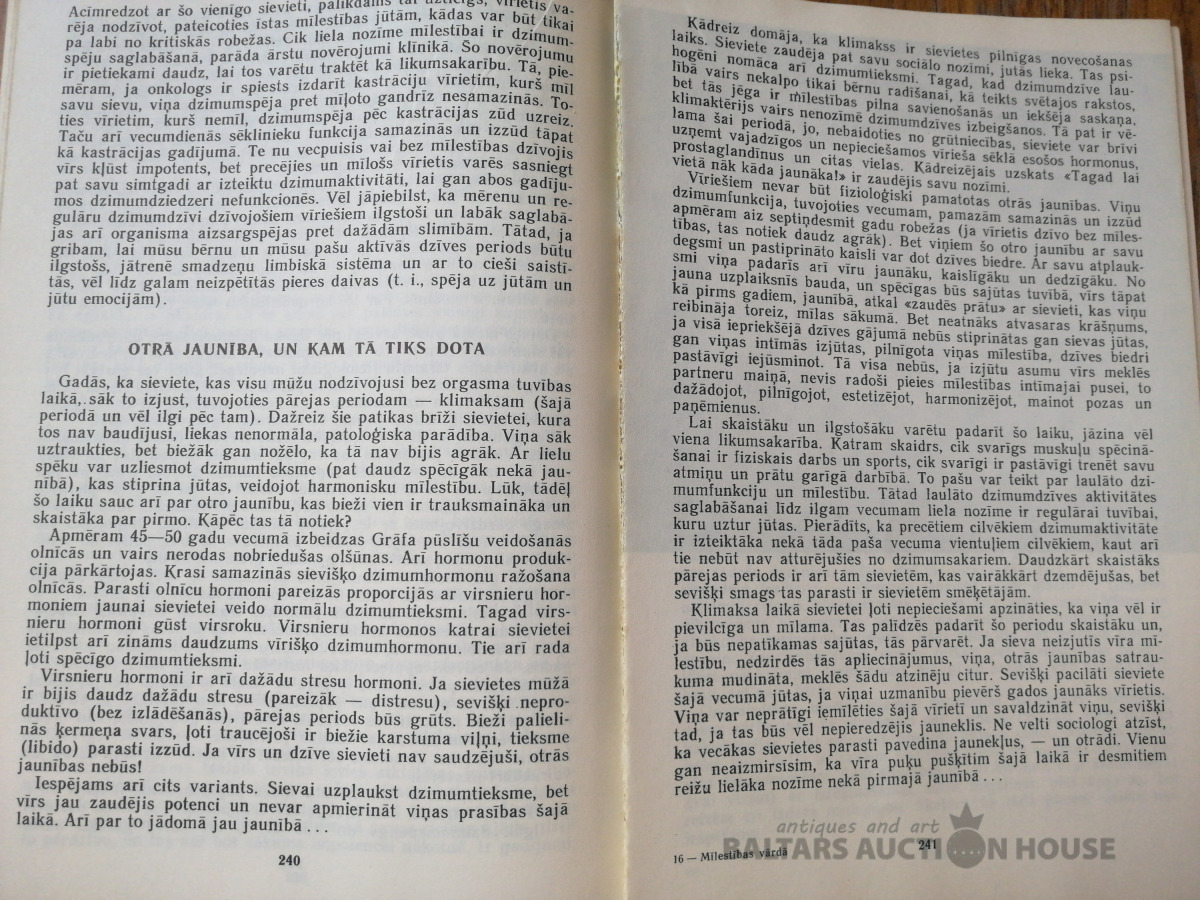 Acīmredzot ar šo vienīgo sievieti, palikdams tai uzticīgs, vīrietis va-
rēja nodzīvot, pateicoties īstas mīlestības jūtām, kādas var būt tikai
pa labi no kritiskās robežas. Cik liela nozīme mīlestībai ir dzimum-
spēju saglabāšanā, parāda ārstu novērojumi klīnikā. Šo novērojumu
ir pietiekami daudz, lai tos varētu traktēt kā likumsakarību. Tā, pie-
mēram, ja onkologs ir spiests izdarīt kastrāciju vīrietim, kurš mīl
savu sievu, viņa dzimumspēja pret mīļoto gandrīz nesamazinās. To-
ties vīrietim, kurš nemīl, dzimumspēja pēc kastrācijas zūd uzreiz.
Taču arī vecumdienās sēklinieku funkcija samazinās un izzūd tāpat
kā kastrācijas gadījumā. Te nu vecpuisis vai bez mīlestības dzīvojis
vīrs kļūst impotents, bet precējies un mīlošs vīrietis varēs sasniegt
pat savu simtgadi ar izteiktu dzimumaktivitāti, lai gan abos gadīju-
mos dzimumdziedzeri nefunkcionēs. Vēl jāpiebilst, ka mērenu un re-
gulāru dzimumdzīvi dzīvojošiem vīriešiem ilgstoši un labāk saglabā-
jas arī organisma aizsargspējas pret dažādām slimībām. Tātad, ja
gribam, lai mūsu bērnu un mūsu pašu aktīvās dzīves periods būtu
ilgstošs, jātrenē smadzeņu limbiskā sistēma un ar to cieši saistī-
tās, vēl līdz galam neizpētītās pieres daivas (t. i., spēja uz jūtām un
jūtu emocijām).
OTRĀ JAUNĪBA, UN KAM TĀ TIKS DOTA
Gadās, ka sieviete, kas visu mūžu nodzīvojusi bez orgasma tuvības
laikā, sāk to izjust, tuvojoties pārejas periodam — klimaksam (šajā
periodā un vēl ilgi pēc tam). Dažreiz šie patikas brīži sievietei, kura
tos nav baudījusi, liekas nenormāla, patoloģiska parādība. Viņa sāk
uztraukties, bet biežāk gan nožēlo, ka tā nav bijis agrāk. Ar lielu
spēku var uzliesmot dzimumtieksme (pat daudz spēcīgāk nekā jau-
nībā), kas stiprina jūtas, veidojot harmonisku mīlestību. Lūk, tādēļ
šo laiku sauc arī par otro jaunību, kas bieži vien ir trauksmaināka un
skaistāka par pirmo. Kāpēc tas tā notiek?
Apmēram 45—50 gadu vecumā izbeidzas Grāfa pūslīšu veidošanās
olnīcās un vairs nerodas nobriedušas olšūnas. Arī hormonu produk-
cija pārkārtojas. Krasi samazinās sievišķo dzimumhormonu ražošana
olnīcās. Parasti olnīcu hormoni pareizās proporcijās ar virsnieru hor-
moniem jaunai sievietei veido normālu dzimumtieksmi. Tagad virs-
nieru hormoni gūst virsroku. Virsnieru hormonos katrai sievietei
ietilpst arī zināms daudzums vīrišķo dzimumhormonu. Tie arī rada
ļoti spēcīgo dzimumtieksmi.
Virsnieru hormoni ir arī dažādu stresu hormoni. Ja sievietes mūžā
ir bijis daudz dažādu stresu (pareizāk — distresu), sevišķi nepro-
duktīvo (bez izlādēšanās), pārejas periods būs grūts. Bieži palieli-
nās ķermeņa svars, ļoti traucējoši ir biežie karstuma viļņi, tieksme
(libido) parasti izzūd. Ja vīrs un dzīve sievieti nav saudzējuši, otrās
jaunības nebūs!
Iespējams arī cits variants. Sievai uzplaukst dzimumtieksme, bet
vīrs jau zaudējis potenci un nevar apmierināt viņas prasības šajā
laikā. Arī par to jādomā jau jaunībā ...
240
Kādreiz domāja, ka klimakss ir sievietes pilnīgas novecošanas
laiks. Sieviete zaudēja pat savu sociālo nozīmi, jutās lieka. Tas psi-
hogēni nomāca arī dzimumtieksmi. Tagad, kad dzimumdzīve lau-
lībā vairs nekalpo tikai bērnu radīšanai, kā teikts svētajos rakstos,
bet tās jēga ir mīlestības pilna savienošanās un iekšēja saskaņa,
klimaktērijs vairs nenozīmē dzimumdzīves izbeigšanos. Tā pat ir vē-
lama šai periodā, jo, nebaidoties no grūtniecības, sieviete var brīvi
uzņemt vajadzīgos un nepieciešamos vīrieša sēklā esošos hormonus,
prostaglandīnus un citas vielas. Kādreizējais uzskats «Tagad lai
vietā nāk kāda jaunāka!» ir zaudējis savu nozīmi.
Vīriešiem nevar būt fizioloģiski pamatotas otrās jaunības. Viņu
dzimumfunkcija, tuvojoties vecumam, pamazām samazinās un izzūd
apmēram aiz septiņdesmit gadu robežas (ja vīrietis dzīvo bez mīles-
tības, tas notiek daudz agrāk). Bet viņiem šo otro jaunību ar savu
degsmi un pastiprināto kaisli var dot dzīves biedre. Ar savu atplauk-
smi viņa padarīs arī vīru jaunāku, kaislīgāku un dedzīgāku. No
jauna uzplaiksnīs bauda, un spēcīgas būs sajūtas tuvībā, vīrs tāpat
kā pirms gadiem, jaunībā, atkal «zaudēs prātu» ar sievieti, kas viņu
reibināja toreiz, mīlas sākumā. Bet neatnāks atvasaras krāšņums,
ja visā iepriekšējā dzīves gājumā nebūs stiprinātas gan sievas jūtas,
gan viņas intīmās izjūtas, pilnīgota viņas mīlestība, dzīves biedri
pastāvīgi iejūsminot. Tā visa nebūs, ja izjūtu asumu vīrs meklēs
partneru maiņā, nevis radoši pieies mīlestības intīmajai pusei, to
dažādojot, pilnīgojot, estetizējot, harmonizējot, mainot pozas un
paņēmienus.
Lai skaistāku un ilgstošāku varētu padarīt šo laiku, jāzina vēl
viena likumsakarība. Katram skaidrs, cik svarīgs muskuļu spēcinā-
šanai ir fiziskais darbs un sports, cik svarīgi ir pastāvīgi trenēt savu
atmiņu un prātu garīgā darbībā. To pašu var teikt par laulāto dzi-
mumfunkciju un mīlestību. Tātad laulāto dzimumdzīves aktivitātes
saglabāšanai līdz ilgam vecumam liela nozīme ir regulārai tuvībai,
kuru uztur jūtas. Pierādīts, ka precētiem cilvēkiem dzimumaktivitāte
ir izteiktāka nekā tāda paša vecuma vientuļiem cilvēkiem, kaut arī
tie nebūt nav atturējušies no dzimumsakariem. Daudzkārt skaistāks
pārejas periods ir arī tām sievietēm, kas vairākkārt dzemdējušas, bet
sevišķi smags tas parasti ir sievietēm smēķētājām.
Klimaksa laikā sievietei ļoti nepieciešami apzināties, ka viņa vēl ir
pievilcīga un mīlama. Tas palīdzēs padarīt šo periodu skaistāku un,
ja būs nepatīkamas sajūtas, tās pārvarēt. Ja sieva neizjutīs vīra mī-
lestību, nedzirdēs tās apliecinājumus, viņa, otrās jaunības satrau-
kuma mudināta, meklēs šādu atzinēju citur. Sevišķi pacilāti sieviete
šajā vecumā jūtas, ja viņai uzmanību pievērš gados jaunāks vīrietis.
Viņa var neprātīgi iemīlēties šajā vīrietī un savaldzināt viņu, sevišķi
tad, ja tas būs vēl nepieredzējis jauneklis. Ne velti sociologi atzīst,
ka vecākas sievietes parasti pavedina jaunekļus, — un otrādi. Vienu
gan neaizmirsīsim, ka vīra puķu pušķītim šajā laikā ir desmitiem
reižu lielāka nozīme nekā pirmajā jaunībā ...
16 — Mīlestības vārdā
241
antiques and art
BALTARS AUCTION HOUSE